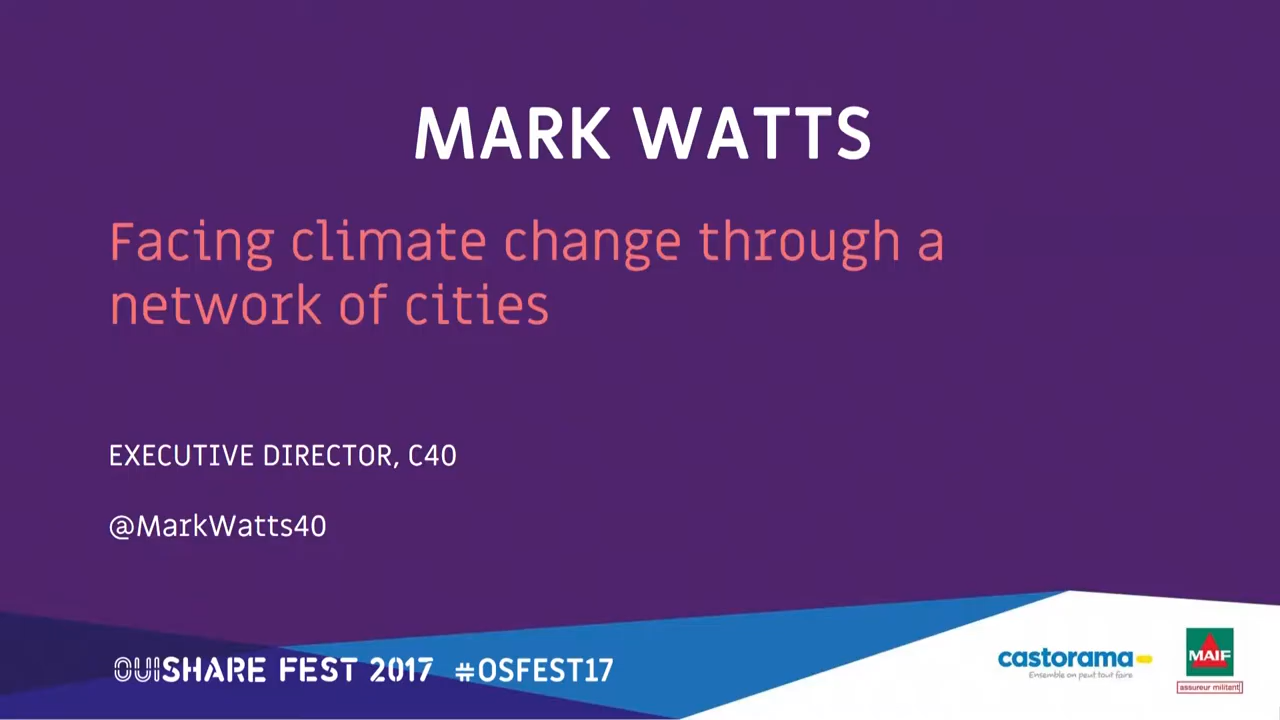 MARK WATTS
Facing climate change through a
network of cities
EXECUTIVE DIRECTOR, C40
@MarkWatts40
OUISHARE FEST 2017 #OSFEST17
castorama
Ensemble on peut tout faire
MAIF
assureur militant